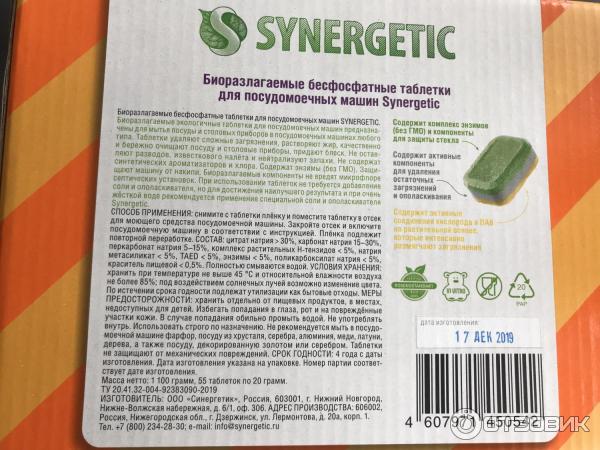 SYNERGETIC
Биоразлагаемые бесфосфатные таблетки
для посудомоечных машин Synergetic
Биоразлагаемые бесфосфатные таблетки для посудомоечных машин SYNERGETIC.
Биоразлагаемые экологичные таблетки для посудомоечных машин предназна-
чены для мытья посуды и столовых приборов в посудомоечных машинах любого
типа. Таблетки удаляют сложные загрязнения, растворяют жир, качественно
и бережно очищают посуду и столовые приборы, придают блеск. Не остав-
ляют разводов, известкового налёта и нейтрализуют запахи. Не содержат
синтетических ароматизаторов и хлора. Содержат энзимы (без ГМО). Защи-
щают машину от накипи. Биоразлагаемые компоненты не вредят микрофлоре
септических установок. При использовании таблеток не требуется добавление
соли и ополаскивателя, но для достижения наилучшего результата и при очень
жёсткой воде рекомендуется применение специальной соли и ополаскивателя
Synergetic.
СПОСОБ ПРИМЕНЕНИЯ: снимите с таблетки плёнку и поместите таблетку в отсек
для моющего средства посудомоечной машины. Закройте отсек и включите
посудомоечную машину в соответствии с инструкцией. Плёнка подлежит
повторной переработке. СОСТАВ: цитрат натрия > 30%, карбонат натрия 15–30%,
перкарбонат натрия 5–15%, комплекс растительных Н-тензидов < 5%, натрия
метасиликат < 5%, TAED < 5%, энзимы < 5%, поликарбоксилат натрия < 5%,
краситель пищевой < 0,5%. Полностью смываются водой. УСЛОВИЯ ХРАНЕНИЯ:
хранить при температуре не выше 45 °С и относительной влажности воздуха
не более 85%; под воздействием солнечных лучей возможно изменение цвета.
По истечении срока годности подлежат утилизации как бытовые отходы. МЕРЫ
ПРЕДОСТОРОЖНОСТИ: хранить отдельно от пищевых продуктов, в местах,
недоступных для детей. Избегать попадания в глаза, рот и на повреждённые
участки кожи. В случае попадания обильно промыть водой. Не употреблять
внутрь. Использовать строго по назначению. Не рекомендуется мыть в посудо-
моечной машине фарфор, посуду из хрусталя, серебра, алюминия, меди, латуни,
дерева, а также посуду, декорированную золотом или серебром. Таблетки
не защищают от механических повреждений. СРОК ГОДНОСТИ: 4 года с даты
изготовления. Дата изготовления указана на упаковке. Номер партии соответ-
ствует дате изготовления.
Масса нетто: 1 100 грамм, 55 таблеток по 20 грамм.
ТУ 20.41.32-004-92383090-2019
ИЗГОТОВИТЕЛЬ: ООО «Синергетик», Россия, 603001, г. Нижний Новгород,
Нижне-Волжская набережная, д. 6/1, оф. 306. АДРЕС ПРОИЗВОДСТВА: 606002,
Россия, Нижегородская обл., г. Дзержинск, ул. Лермонтова, д. 20а, корп. 1.
Тел. +7 (800) 234-28-30; e-mail: info@synergetic.ru
Содержат комплекс энзимов
(без ГМО) и компоненты
для защиты стекла
Содержат активные
компоненты
для удаления
остаточных
загрязнений
и ополаскивания
Содержат активные
соединения кислорода и ПАВ
на растительной основе,
которые интенсивно
размягчают загрязнения
20
PAP
дата изготовления
17 ДЕК 2019
4 607971 450542
ОТЗОВИК